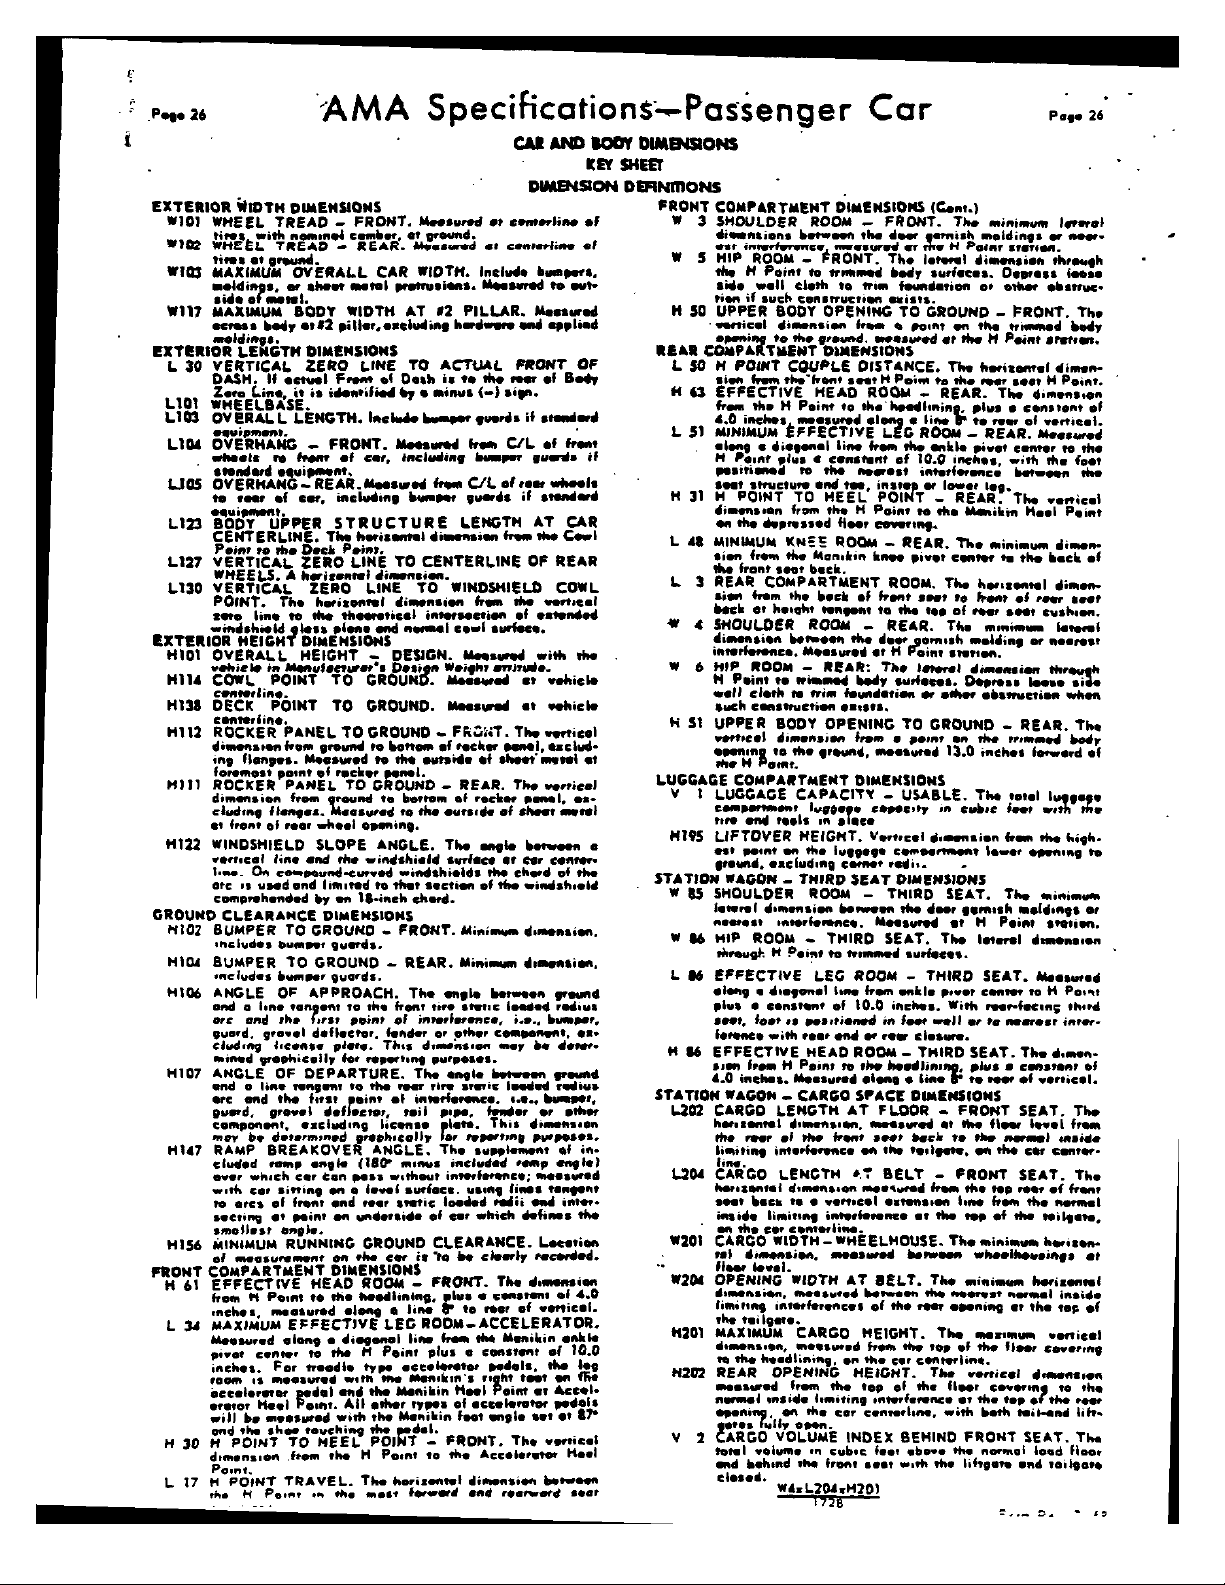 Page 26
AMA Specifications—Passenger Car
Page 26
CAR AND BODY DIMENSIONS
KEY SHEET
DIMENSION DEFINITIONS
EXTERIOR WIDTH DIMENSIONS
W101 WHEEL TREAD – FRONT. Measured at centerline of
tires, with nominal camber, at ground.
W102 WHEEL TREAD – REAR. Measured at centerline of
tires at ground.
W103 MAXIMUM OVERALL CAR WIDTH. Include bumpers,
moldings, or sheet metal protrusions. Measured to out-
side of metal.
W117 MAXIMUM BODY WIDTH AT #2 PILLAR. Measured
across body at #2 pillar, excluding hardware and applied
moldings.
EXTERIOR LENGTH DIMENSIONS
L 30 VERTICAL ZERO LINE TO ACTUAL FRONT OF
DASH. If actual Front of Dash is to the rear of Body
Zero Line, it is identified by a minus (–) sign.
L101 WHEELBASE.
L103 OVERALL LENGTH. Include bumper guards if standard
equipment.
L104 OVERHANG – FRONT. Measured from C/L of front
wheels to front of car, including bumper guards if
standard equipment.
L105 OVERHANG – REAR. Measured from C/L of rear wheels
to rear of car, including bumper guards if standard
equipment.
L123 BODY UPPER STRUCTURE LENGTH AT CAR
CENTERLINE. The horizontal dimension from the Cowl
Point to the Deck Point.
L127 VERTICAL ZERO LINE TO CENTERLINE OF REAR
WHEELS. A horizontal dimension.
L130 VERTICAL ZERO LINE TO WINDSHIELD COWL
POINT. The horizontal dimension from the vertical
zero line to the theoretical intersection of extended
windshield glass plane and normal cowl surface.
EXTERIOR HEIGHT DIMENSIONS
H101 OVERALL HEIGHT – DESIGN. Measured with the
vehicle in Manufacturer's Design Weight attitude.
H114 COWL POINT TO GROUND. Measured at vehicle
centerline.
H138 DECK POINT TO GROUND. Measured at vehicle
centerline.
H112 ROCKER PANEL TO GROUND – FRONT. The vertical
dimension from ground to bottom of rocker panel, exclud-
ing flanges. Measured to the outside of sheet metal at
foremost point of rocker panel.
H111 ROCKER PANEL TO GROUND – REAR. The vertical
dimension from ground to bottom of rocker panel, ex-
cluding flanges. Measured to the outside of sheet metal
at front of rear wheel opening.
H122 WINDSHIELD SLOPE ANGLE. The angle between a
vertical line and the windshield surface at car center-
line. On compound-curved windshields the chord of the
arc is used and limited to that section of the windshield
comprehended by an 18-inch chord.
GROUND CLEARANCE DIMENSIONS
H102 BUMPER TO GROUND – FRONT. Minimum dimension,
includes bumper guards.
H104 BUMPER TO GROUND – REAR. Minimum dimension,
includes bumper guards.
H106 ANGLE OF APPROACH. The angle between ground
and a line tangent to the front tire static loaded radius
arc and the first point of interference, i.e., bumper,
guard, gravel deflector, fender or other component, ex-
cluding license plate. This dimension may be deter-
mined graphically for reporting purposes.
H107 ANGLE OF DEPARTURE. The angle between ground
and a line tangent to the rear tire static loaded radius
arc and the first point of interference, i.e., bumper,
guard, gravel deflector, tail pipe, fender or other
component, excluding license plate. This dimension
may be determined graphically for reporting purposes.
H147 RAMP BREAKOVER ANGLE. The supplement of in-
cluded ramp angle (180° minus included ramp angle)
over which car can pass without interference; measured
with car sitting on a level surface, using lines tangent
to arcs of front and rear static loaded radii and inter-
secting at point on underside of car which defines the
smallest angle.
H156 MINIMUM RUNNING GROUND CLEARANCE. Location
of measurement on the car is to be clearly recorded.
FRONT COMPARTMENT DIMENSIONS
H 61 EFFECTIVE HEAD ROOM – FRONT. The dimension
from H Point to the headlining, plus a constant of 4.0
inches, measured along a line 8° to rear of vertical.
L 34 MAXIMUM EFFECTIVE LEG ROOM–ACCELERATOR.
Measured along a diagonal line from the Manikin ankle
pivot center to the H Point plus a constant of 10.0
inches. For treadle type accelerator pedals, the leg
room is measured with the Manikin's right foot on the
accelerator pedal and the Manikin Heel Point at Accel-
erator Heel Point. All other types of accelerator pedals
will be measured with the Manikin foot angle set at 87°
and the shoe touching the pedal.
H 30 H POINT TO HEEL POINT – FRONT. The vertical
dimension from the H Point to the Accelerator Heel
Point.
L 17 H POINT TRAVEL. The horizontal dimension between
the H Point in the most forward and rearward seat
FRONT COMPARTMENT DIMENSIONS (Cont.)
W 3 SHOULDER ROOM – FRONT. The minimum lateral
dimensions between the door garnish moldings or near-
est interference, measured at the H Point station.
W 5 HIP ROOM – FRONT. The lateral dimension through
the H Point to trimmed body surfaces. Depress loose
side wall cloth to trim foundation or other obstruc-
tion if such construction exists.
H 50 UPPER BODY OPENING TO GROUND – FRONT. The
vertical dimension from a point on the trimmed body
opening to the ground, measured at the H Point station.
REAR COMPARTMENT DIMENSIONS
L 50 H POINT COUPLE DISTANCE. The horizontal dimen-
sion from the front seat H Point to the rear seat H Point.
H 63 EFFECTIVE HEAD ROOM – REAR. The dimension
from the H Point to the headlining, plus a constant of
4.0 inches, measured along a line 8° to rear of vertical.
L 51 MINIMUM EFFECTIVE LEG ROOM – REAR. Measured
along a diagonal line from the ankle pivot center to the
H Point plus a constant of 10.0 inches, with the foot
positioned to the nearest interference between the
seat structure and toe, instep or lower leg.
H 31 H POINT TO HEEL POINT – REAR. The vertical
dimension from the H Point to the Manikin Heel Point
on the depressed floor covering.
L 48 MINIMUM KNEE ROOM – REAR. The minimum dimen-
sion from the Manikin knee pivot center to the back of
the front seat back.
L 3 REAR COMPARTMENT ROOM. The horizontal dimen-
sion from the back of front seat to front of rear seat
back at height tangent to the top of rear seat cushion.
W 4 SHOULDER ROOM – REAR. The minimum lateral
dimension between the door garnish molding or nearest
interference. Measured at H Point station.
W 6 HIP ROOM – REAR: The lateral dimension through
H Point to trimmed body surfaces. Depress loose side
wall cloth to trim foundation or other obstruction when
such construction exists.
H 51 UPPER BODY OPENING TO GROUND – REAR. The
vertical dimension from a point on the trimmed body
opening to the ground, measured 13.0 inches forward of
the H Point.
LUGGAGE COMPARTMENT DIMENSIONS
V 1 LUGGAGE CAPACITY – USABLE. The total luggage
compartment luggage capacity in cubic feet with the
tire and tools in place
H195 LIFTOVER HEIGHT. Vertical dimension from the high-
est point on the luggage compartment lower opening to
ground, excluding corner radii.
STATION WAGON – THIRD SEAT DIMENSIONS
W 85 SHOULDER ROOM – THIRD SEAT. The minimum
lateral dimension between the door garnish moldings or
nearest interference. Measured at H Point station.
W 86 HIP ROOM – THIRD SEAT. The lateral dimension
through H Point to trimmed surfaces.
L 86 EFFECTIVE LEG ROOM – THIRD SEAT. Measured
along a diagonal line from ankle pivot center to H Point
plus a constant of 10.0 inches. With rear-facing third
seat, foot is positioned in foot well or to nearest inter-
ference with rear end or rear closure.
H 86 EFFECTIVE HEAD ROOM – THIRD SEAT. The dimen-
sion from H Point to the headlining, plus a constant of
4.0 inches. Measured along a line 8° to rear of vertical.
STATION WAGON – CARGO SPACE DIMENSIONS
L202 CARGO LENGTH AT FLOOR – FRONT SEAT. The
horizontal dimension, measured at the floor level from
the rear of the front seat back to the normal inside
limiting interference on the tailgate, on the car center-
line.
L204 CARGO LENGTH AT BELT – FRONT SEAT. The
horizontal dimension measured from the top rear of front
seat back to a vertical extension line from the normal
inside limiting interference at the top of the tailgate,
on the car centerline.
W201 CARGO WIDTH–WHEELHOUSE. The minimum horizon-
tal dimension, measured between wheelhousings at
floor level.
W204 OPENING WIDTH AT BELT. The minimum horizontal
dimension, measured between the nearest normal inside
limiting interferences of the rear opening at the top of
the tailgate.
H201 MAXIMUM CARGO HEIGHT. The maximum vertical
dimension, measured from the top of the floor covering
to the headlining, on the car centerline.
H202 REAR OPENING HEIGHT. The vertical dimension
measured from the top of the floor covering to the
normal inside limiting interference at the top of the rear
opening, on the car centerline, with both tail-and lift-
gates fully open.
V 2 CARGO VOLUME INDEX BEHIND FRONT SEAT. The
total volume in cubic feet above the normal load floor
and behind the front seat with the liftgate and tailgate
closed.
W4xL204xH201
1728